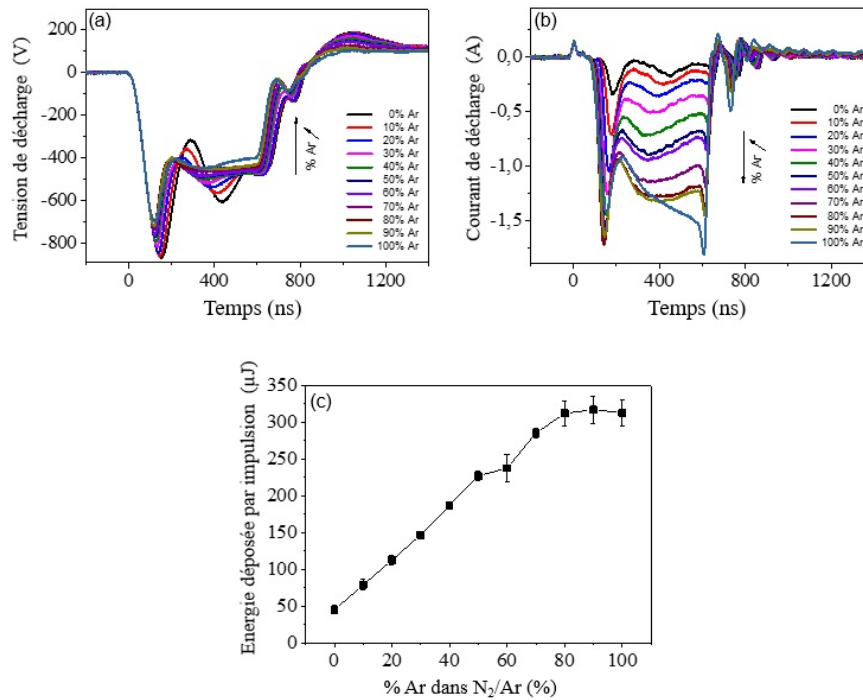 (a)
Tension de décharge (V)
200
0
-200
-400
-600
-800
0
400
800
1200
Temps (ns)
0% Ar
10% Ar
20% Ar
30% Ar
40% Ar
50% Ar
60% Ar
70% Ar
80% Ar
90% Ar
100% Ar
% Ar
(b)
Courant de décharge (A)
0,0
-0,5
-1,0
-1,5
0
400
800
1200
Temps (ns)
0% Ar
10% Ar
20% Ar
30% Ar
40% Ar
50% Ar
60% Ar
70% Ar
80% Ar
90% Ar
100% Ar
% Ar
(c)
Energie déposée par impulsion (µJ)
350
300
250
200
150
100
50
0
0
20
40
60
80
100
% Ar dans N₂/Ar (%)